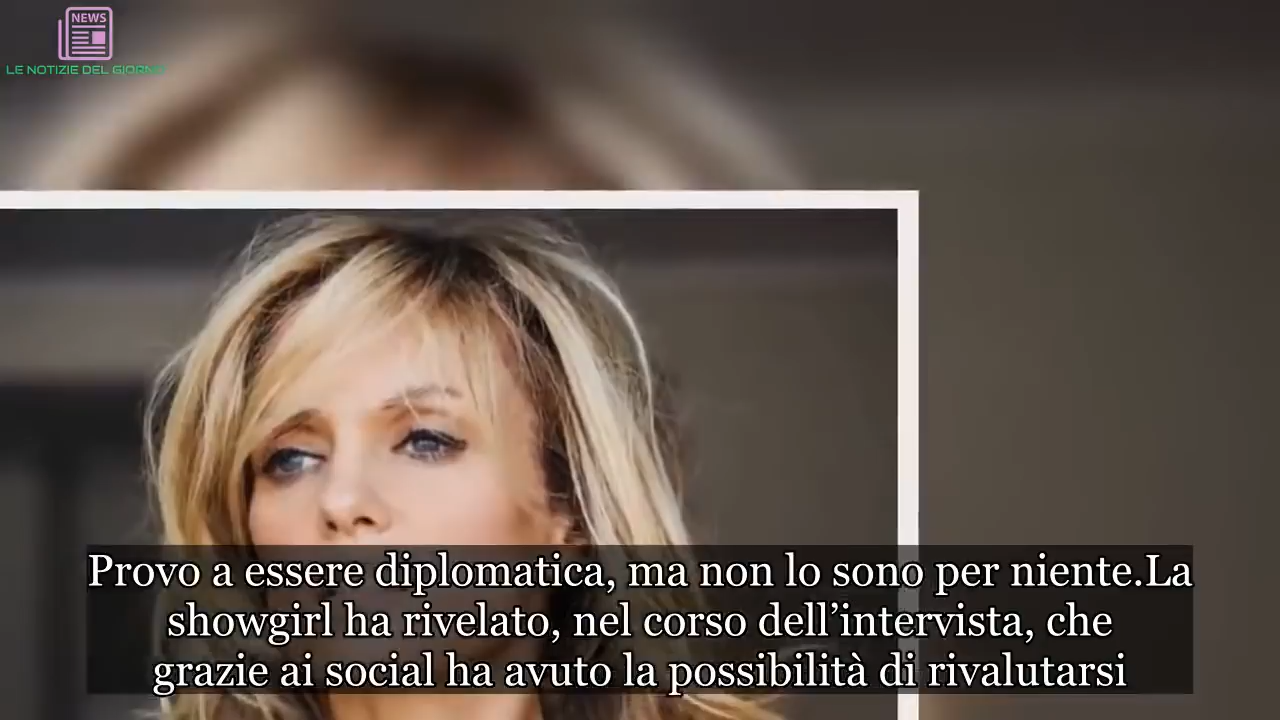 NEWS
LE NOTIZIE DEL GIORNO
Provo a essere diplomatica, ma non lo sono per niente.La
showgirl ha rivelato, nel corso dell’intervista, che
grazie ai social ha avuto la possibilità di rivalutarsi